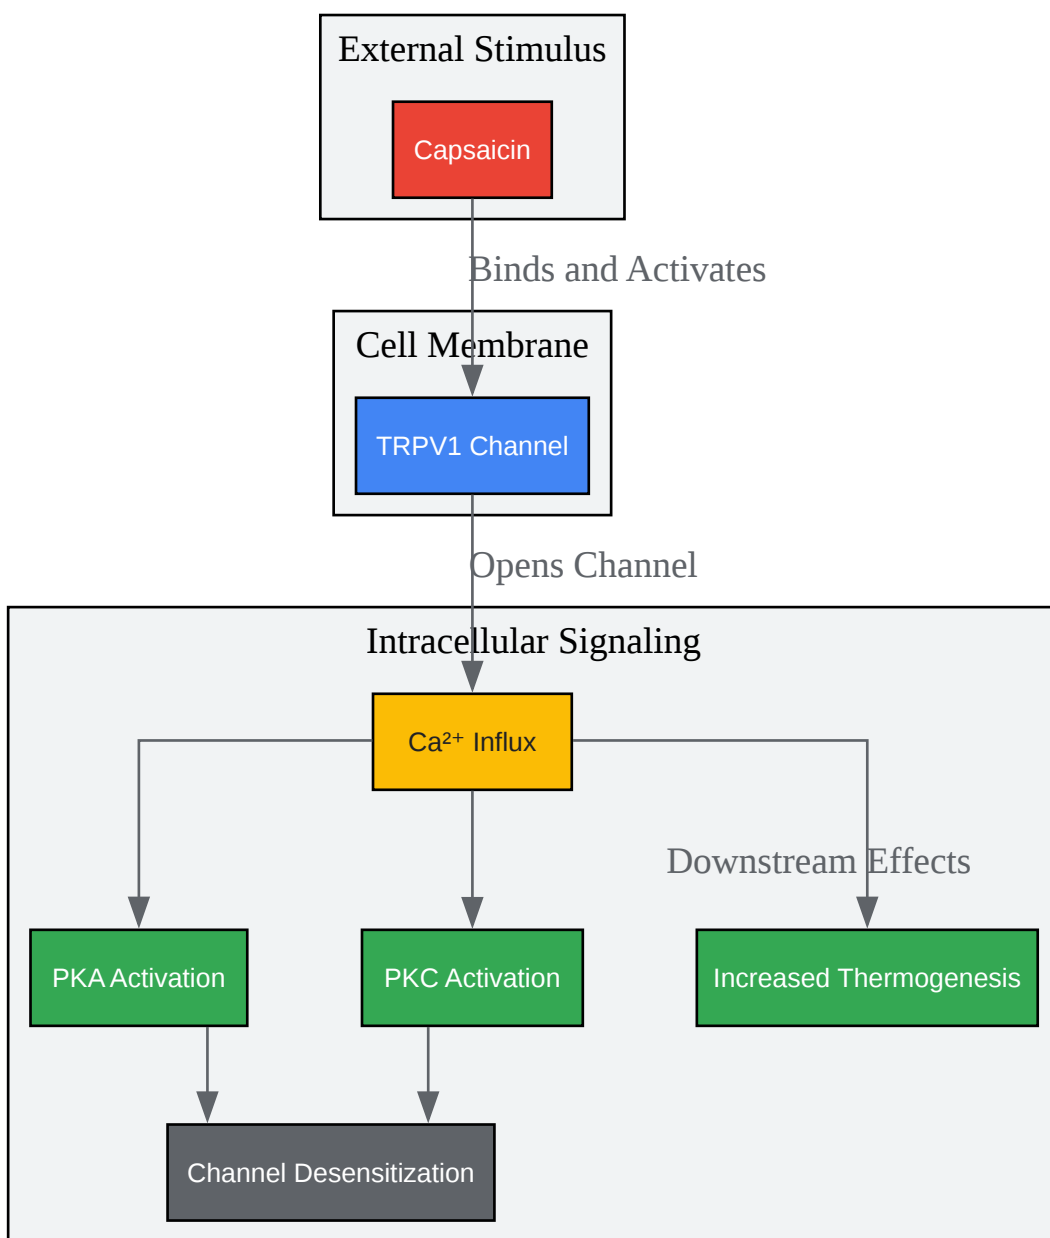 External Stimulus
Capsaicin
Binds and Activates
Cell Membrane
TRPV1 Channel
Opens Channel
Intracellular Signaling
Ca²⁺ Influx
Downstream Effects
PKA Activation
PKC Activation
Increased Thermogenesis
Channel Desensitization